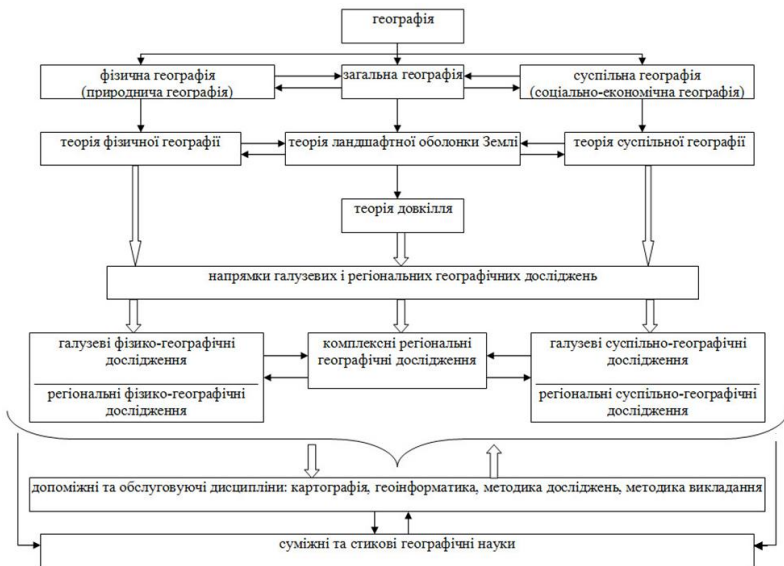 географія
фізична географія
(природнича географія)
загальна географія
суспільна географія
(соціально-економічна географія)
теорія фізичної географії
теорія ландшафтної оболонки Землі
теорія суспільної географії
теорія довкілля
напрямки галузевих і регіональних географічних досліджень
галузеві фізико-географічні
дослідження
регіональні фізико-географічні
дослідження
комплексні регіональні
географічні дослідження
галузеві суспільно-географічні
дослідження
регіональні суспільно-географічні
дослідження
допоміжні та обслуговуючі дисципліни: картографія, геоінформатика, методика досліджень, методика викладання
суміжні та стикові географічні науки